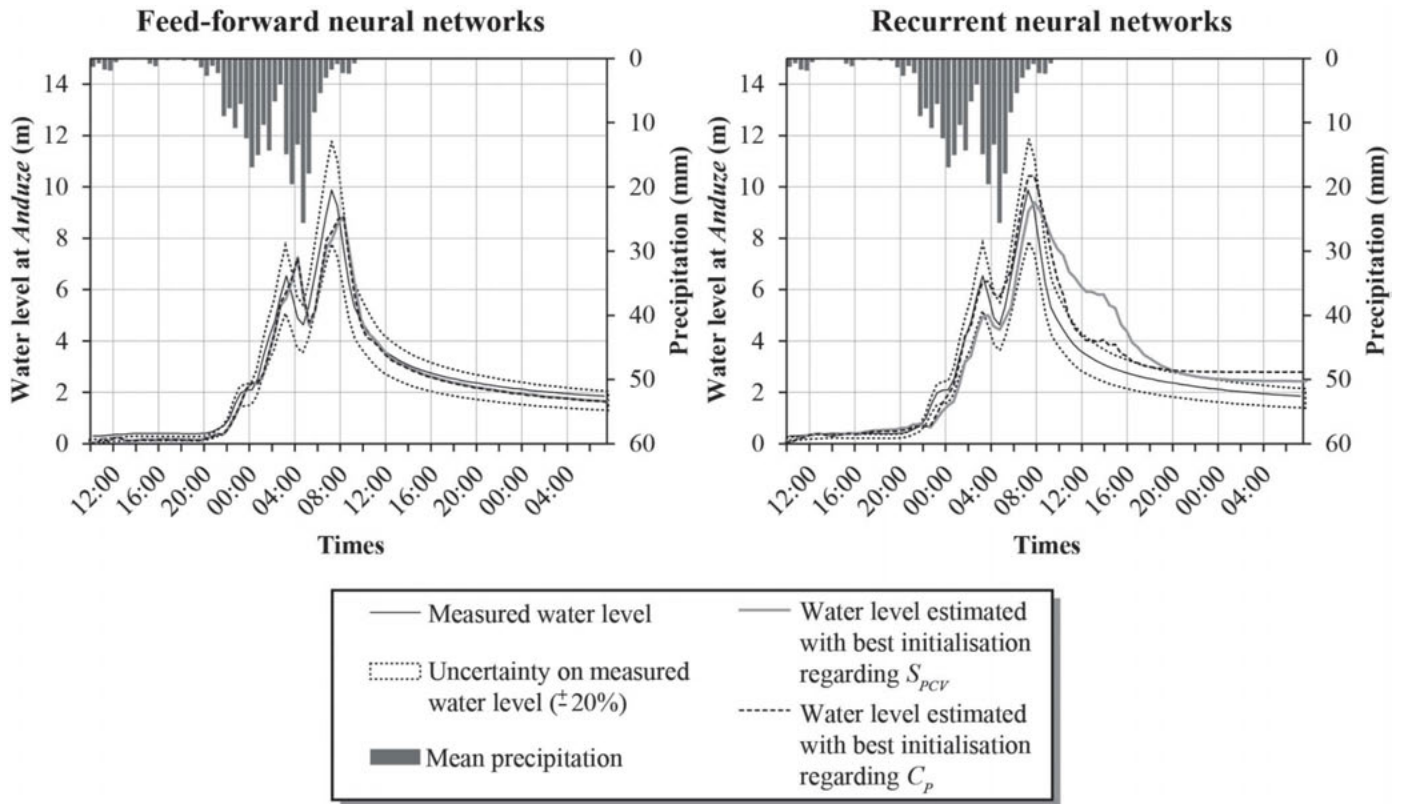 Feed-forward neural networks
Recurrent neural networks
Water level at Anduze (m)
14
12
10
8
6
4
2
0
Precipitation (mm)
0
10
20
30
40
50
60
12:00 16:00 20:00 00:00 04:00 08:00 12:00 16:00 20:00 00:00 04:00
Times
Water level at Anduze (m)
14
12
10
8
6
4
2
0
Precipitation (mm)
0
10
20
30
40
50
60
12:00 16:00 20:00 00:00 04:00 08:00 12:00 16:00 20:00 00:00 04:00
Times
Measured water level
Uncertainty on measured
water level (±20%)
Mean precipitation
Water level estimated
with best initialisation
regarding S_PCV
Water level estimated
with best initialisation
regarding C_P